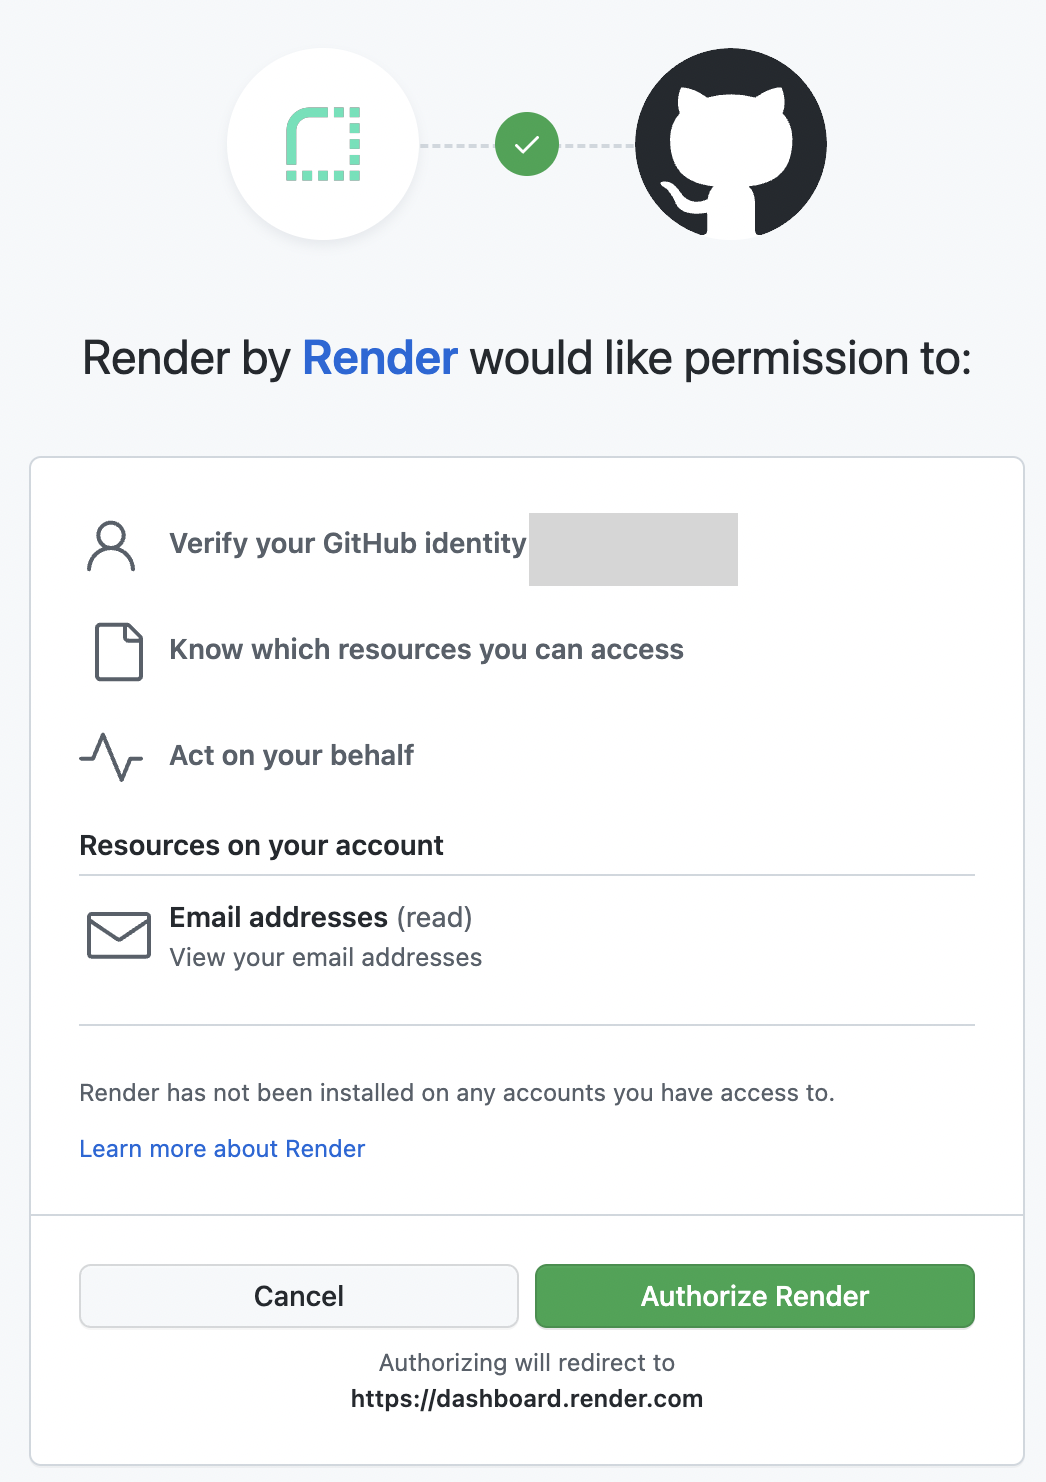 Render by Render would like permission to:
Verify your GitHub identity
Know which resources you can access
Act on your behalf
Resources on your account
Email addresses (read)
View your email addresses
Render has not been installed on any accounts you have access to.
Learn more about Render
Cancel
Authorize Render
Authorizing will redirect to
https://dashboard.render.com